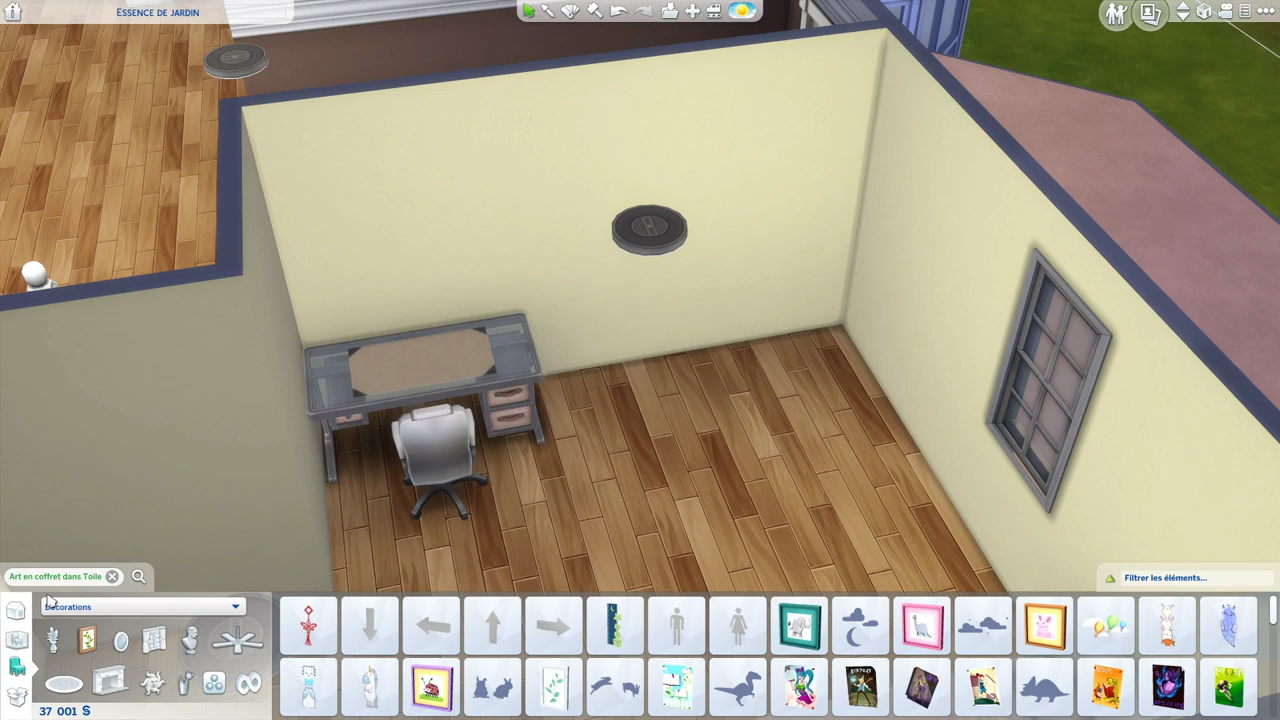 ESSENCE DE JARDIN
Art en coffret dans Toile
Filtrer les éléments...
Décorations
37 001 $